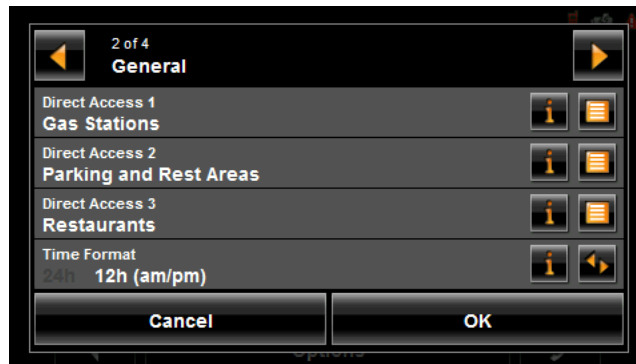 2 of 4
General
Direct Access 1
Gas Stations
Direct Access 2
Parking and Rest Areas
Direct Access 3
Restaurants
Time Format
24h 12h (am/pm)
Cancel OK
Options